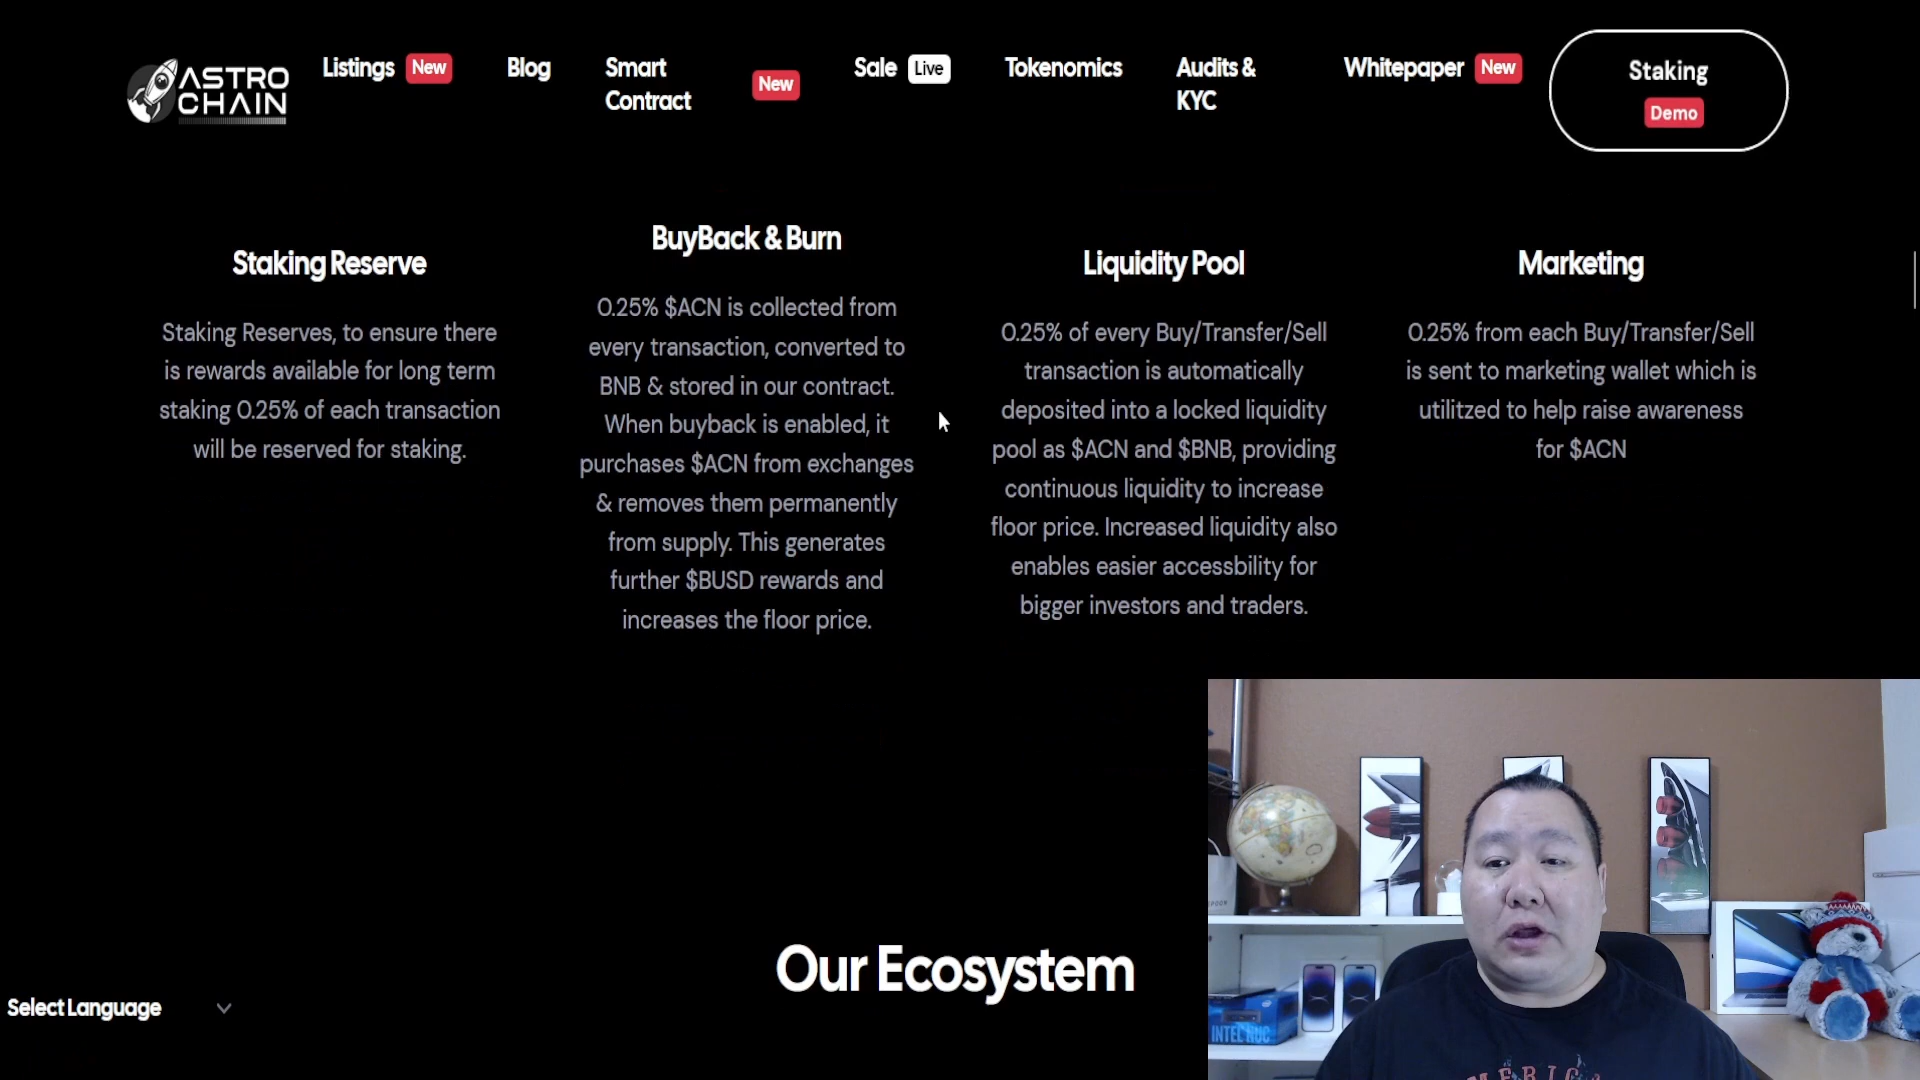 ASTRO
CHAIN
Listings New
Blog
Smart
Contract
New
Sale Live
Tokenomics
Audits &
KYC
Whitepaper New
Staking
Demo
Staking Reserve
Staking Reserves, to ensure there
is rewards available for long term
staking 0.25% of each transaction
will be reserved for staking.
BuyBack & Burn
0.25% $ACN is collected from
every transaction, converted to
BNB & stored in our contract.
When buyback is enabled, it
purchases $ACN from exchanges
& removes them permanently
from supply. This generates
further $BUSD rewards and
increases the floor price.
Liquidity Pool
0.25% of every Buy/Transfer/Sell
transaction is automatically
deposited into a locked liquidity
pool as $ACN and $BNB, providing
continuous liquidity to increase
floor price. Increased liquidity also
enables easier accessbility for
bigger investors and traders.
Marketing
0.25% from each Buy/Transfer/Sell
is sent to marketing wallet which is
utilitzed to help raise awareness
for $ACN
Our Ecosystem
Select Language
INTEL NUC